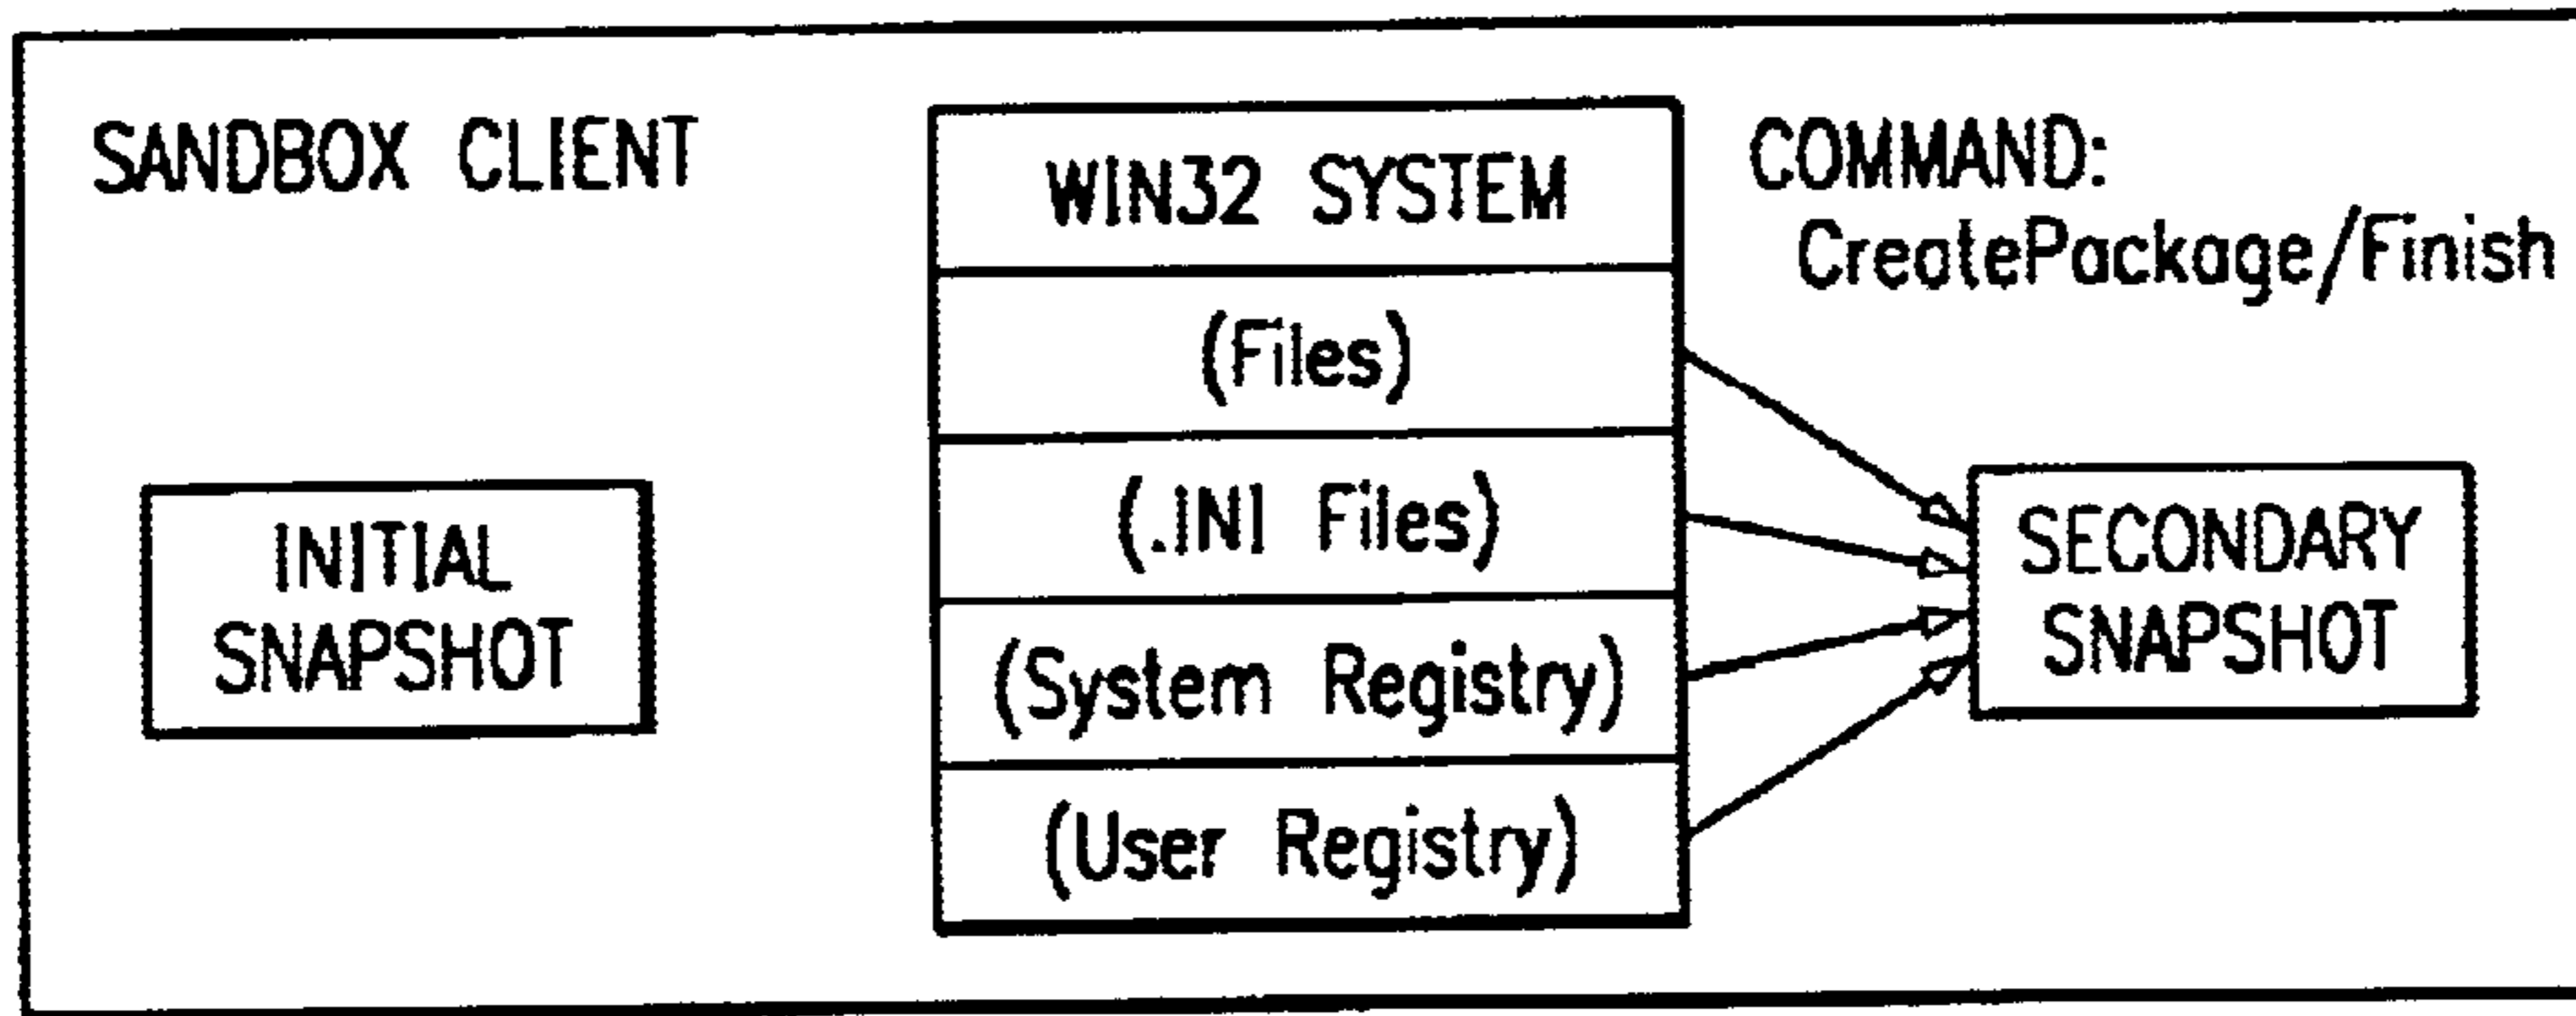 SANDBOX CLIENT
WIN32 SYSTEM
(Files)
(.INI Files)
(System Registry)
(User Registry)
COMMAND:
CreatePackage/Finish
INITIAL
SNAPSHOT
SECONDARY
SNAPSHOT